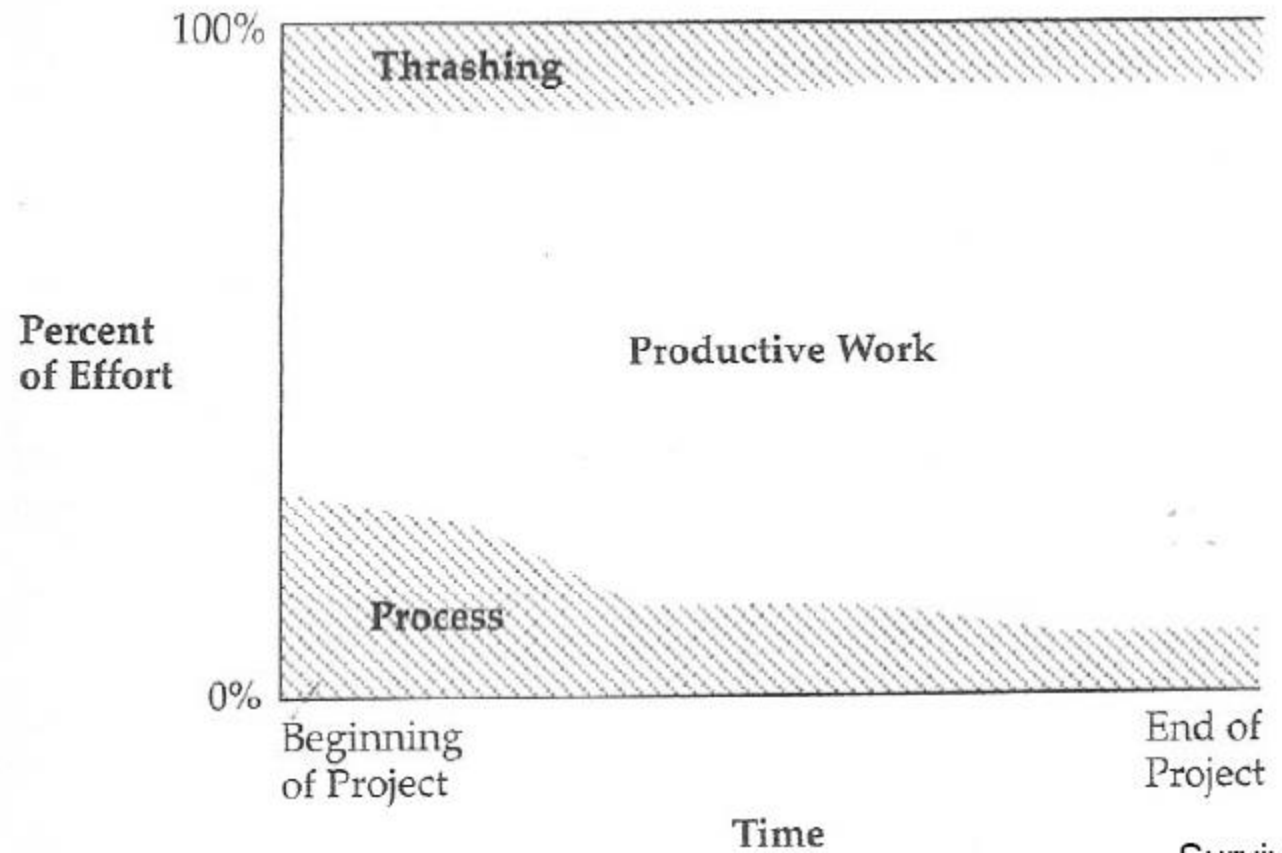 100%
Thrashing
Percent
of Effort
Productive Work
Process
0%
Beginning
of Project
End of
Project
Time